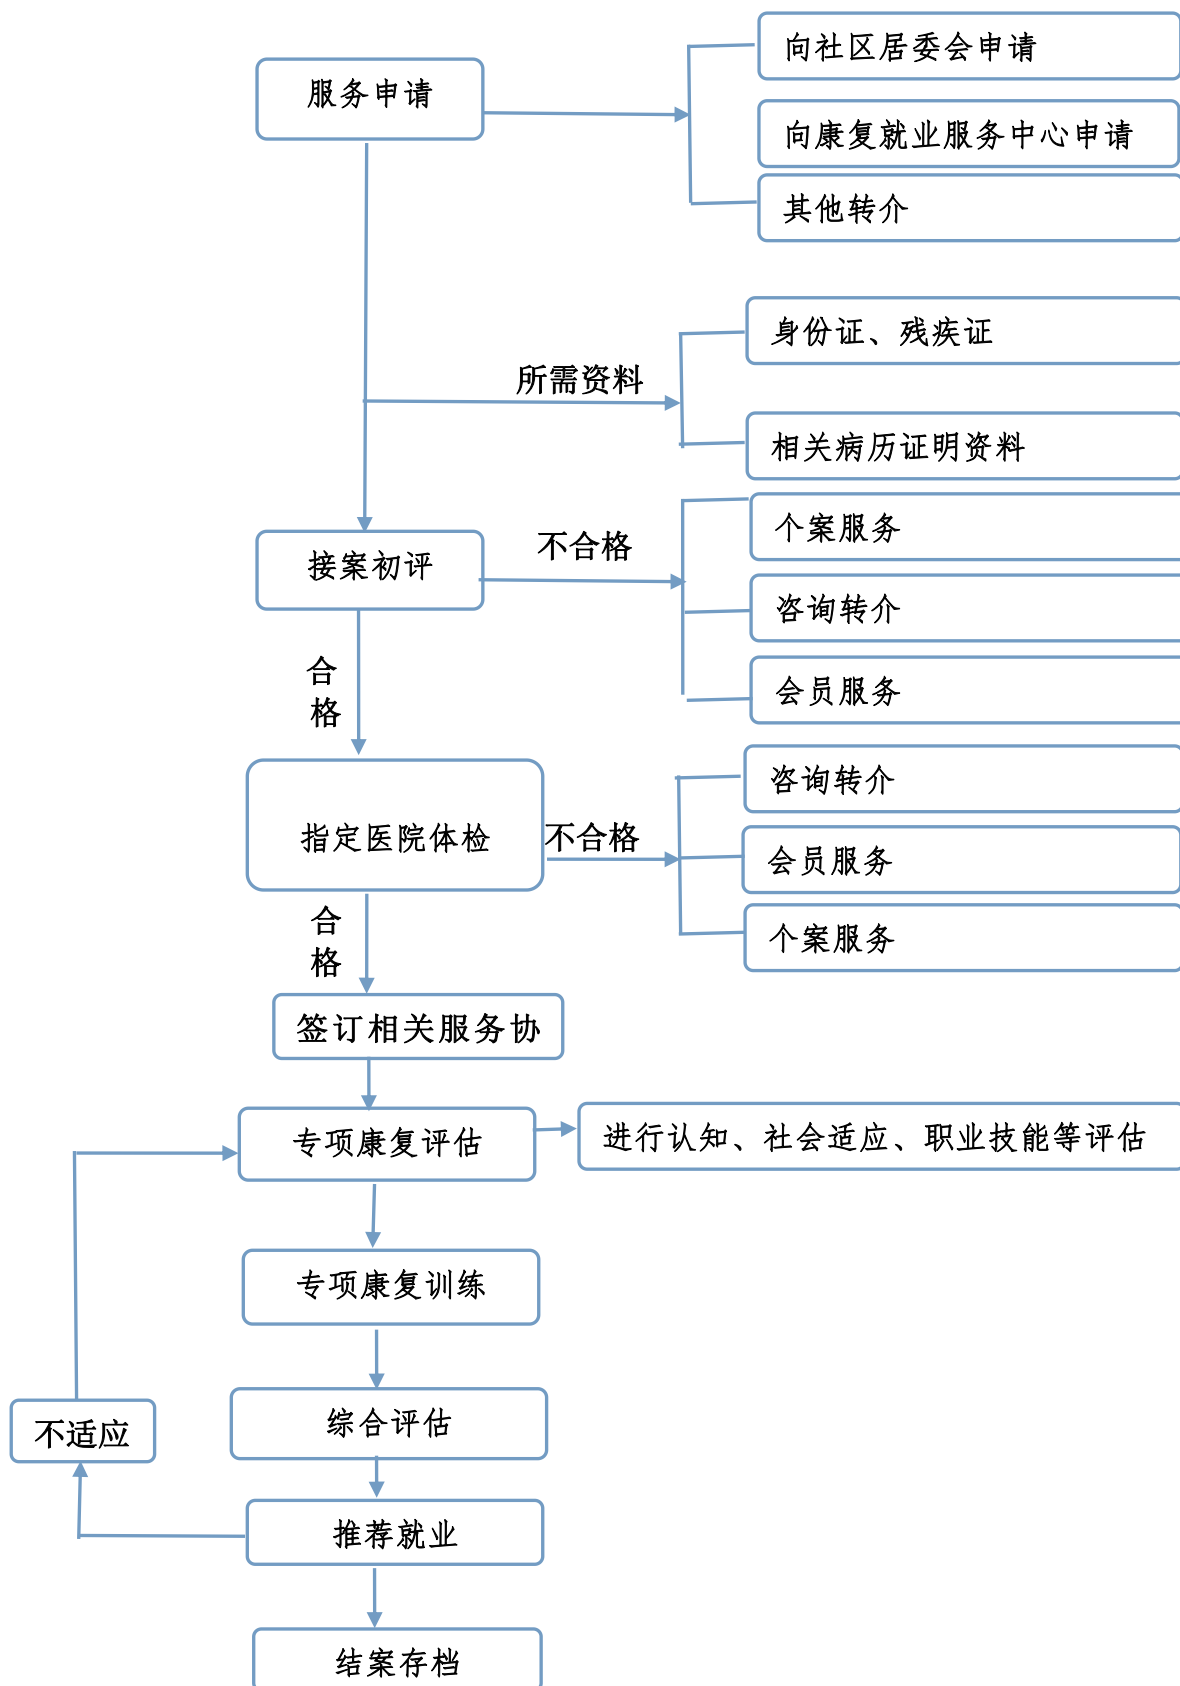 服务申请
向社区居委会申请
向康复就业服务中心申请
其他转介
所需资料
身份证、残疾证
相关病历证明资料
接案初评
不合格
个案服务
咨询转介
会员服务
合
格
指定医院体检
不合格
咨询转介
会员服务
个案服务
合
格
签订相关服务协
专项康复评估
进行认知、社会适应、职业技能等评估
专项康复训练
综合评估
不适应
推荐就业
结案存档